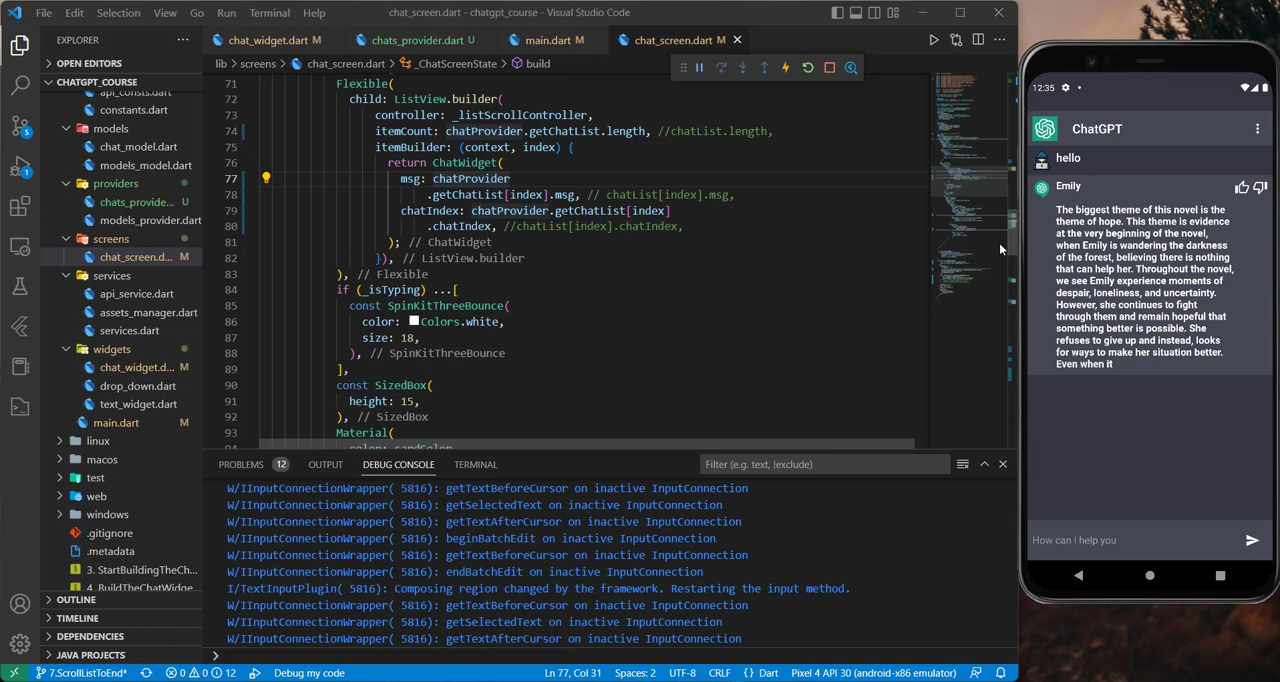 File Edit Selection View Go Run Terminal Help
chat_screen.dart - chatgpt_course - Visual Studio Code
EXPLORER
OPEN EDITORS
CHATGPT_COURSE
api_consts.dart
constants.dart
models
chat_model.dart
models_model.dart
providers
chats_provide... U
models_provider.dart
screens
chat_screen.d... M
services
api_service.dart
assets_manager.dart
services.dart
widgets
chat_widget.d... M
drop_down.dart
text_widget.dart
main.dart M
linux
macos
test
web
windows
.gitignore
.metadata
3. StartBuildingTheCh...
4. BuildTheChatWidge...
OUTLINE
TIMELINE
DEPENDENCIES
JAVA PROJECTS
5
1
chat_widget.dart M
chats_provider.dart U
main.dart M
chat_screen.dart M
lib > screens > chat_screen.dart > _ChatScreenState > build
71 Flexible(
72 child: ListView.builder(
73 controller: _listScrollController,
74 itemCount: chatProvider.getChatList.length, //chatList.length,
75 itemBuilder: (context, index) {
76 return ChatWidget(
77 msg: chatProvider
78 .getChatList[index].msg, // chatList[index].msg,
79 chatIndex: chatProvider.getChatList[index]
80 .chatIndex, //chatList[index].chatIndex,
81 ); // ChatWidget
82 }), // ListView.builder
83 ), // Flexible
84 if (_isTyping) ...[
85 const SpinKitThreeBounce(
86 color: Colors.white,
87 size: 18,
88 ), // SpinKitThreeBounce
89 ],
90 const SizedBox(
91 height: 15,
92 ), // SizedBox
93 Material(
94 color: cardColor
PROBLEMS 12 OUTPUT DEBUG CONSOLE TERMINAL
Filter (e.g. text, !exclude)
W/IInputConnectionWrapper( 5816): getTextBeforeCursor on inactive InputConnection
W/IInputConnectionWrapper( 5816): getSelectedText on inactive InputConnection
W/IInputConnectionWrapper( 5816): getTextAfterCursor on inactive InputConnection
W/IInputConnectionWrapper( 5816): beginBatchEdit on inactive InputConnection
W/IInputConnectionWrapper( 5816): getTextBeforeCursor on inactive InputConnection
W/IInputConnectionWrapper( 5816): endBatchEdit on inactive InputConnection
I/TextInputPlugin( 5816): Composing region changed by the framework. Restarting the input method.
W/IInputConnectionWrapper( 5816): getTextBeforeCursor on inactive InputConnection
W/IInputConnectionWrapper( 5816): getSelectedText on inactive InputConnection
W/IInputConnectionWrapper( 5816): getTextAfterCursor on inactive InputConnection
7.ScrollListToEnd* 0 0 12 Debug my code
Ln 77, Col 31 Spaces: 2 UTF-8 CRLF {} Dart Pixel 4 API 30 (android-x86 emulator)
12:35
ChatGPT
hello
Emily
The biggest theme of this novel is the
theme of hope. This theme is evidence
at the very beginning of the novel,
when Emily is wandering the darkness
of the forest, believing there is nothing
that can help her. Throughout the novel,
we see Emily experience moments of
despair, loneliness, and uncertainty.
However, she continues to fight
through them and remain hopeful that
something better is possible. She
refuses to give up and instead, looks
for ways to make her situation better.
Even when it
How can I help you